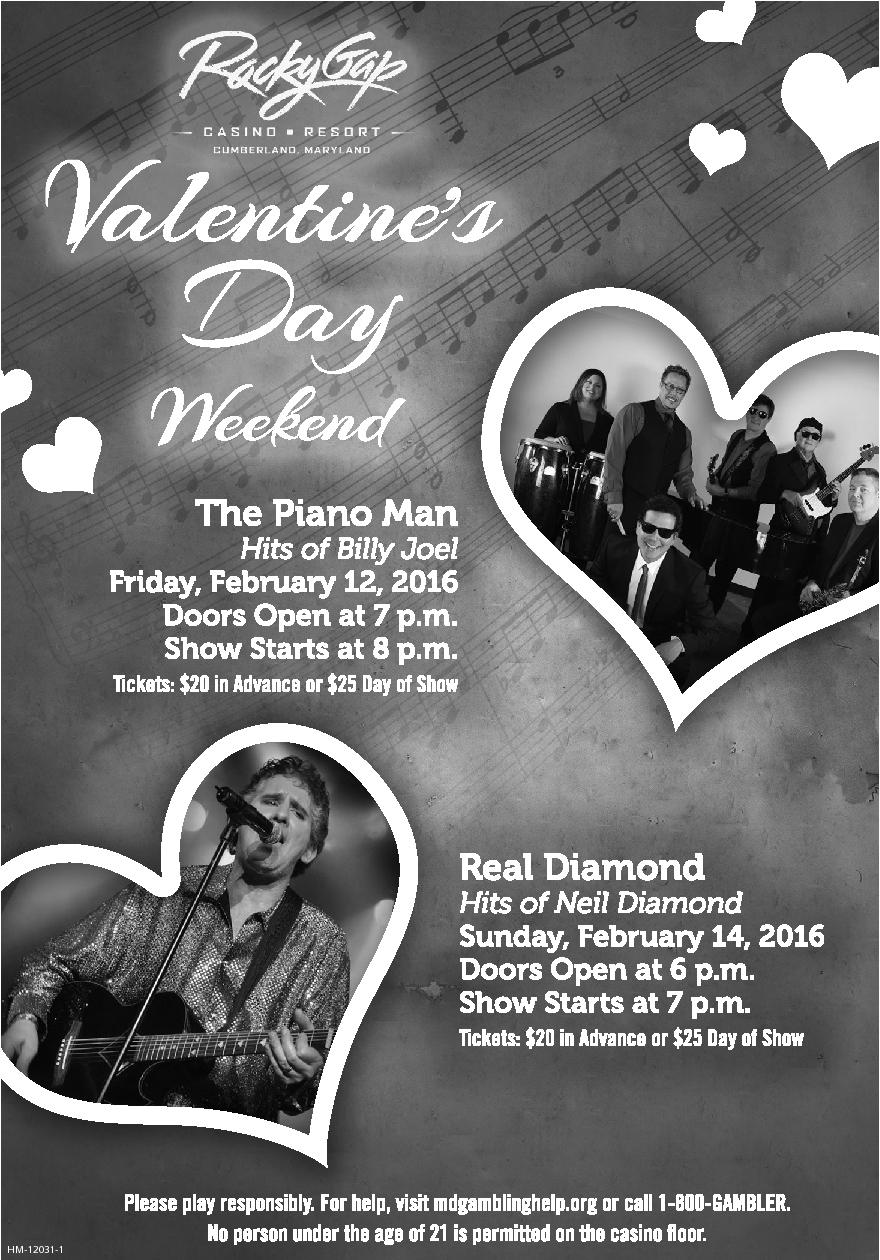 Rocky Gap
CASINO ▪ RESORT
CUMBERLAND, MARYLAND
Valentine's
Day
Weekend
The Piano Man
Hits of Billy Joel
Friday, February 12, 2016
Doors Open at 7 p.m.
Show Starts at 8 p.m.
Tickets: $20 in Advance or $25 Day of Show
Real Diamond
Hits of Neil Diamond
Sunday, February 14, 2016
Doors Open at 6 p.m.
Show Starts at 7 p.m.
Tickets: $20 in Advance or $25 Day of Show
Please play responsibly. For help, visit mdgamblinghelp.org or call 1-800-GAMBLER.
No person under the age of 21 is permitted on the casino floor.
HM-12031-1